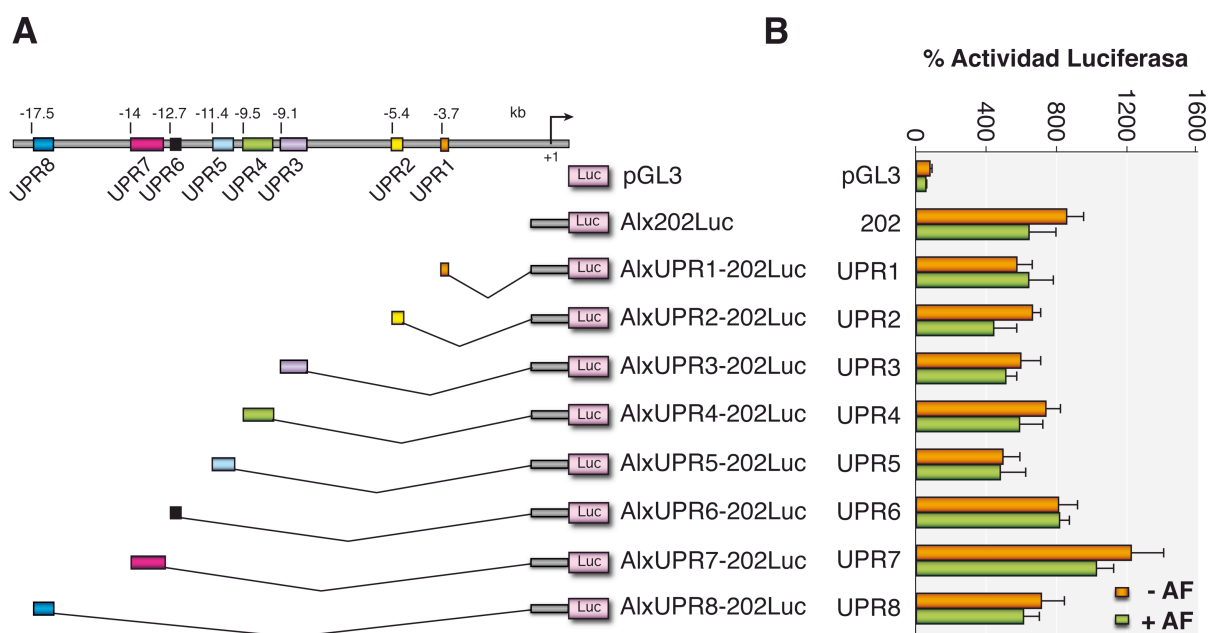 A
-17.5 -14 -12.7 -11.4 -9.5 -9.1 -5.4 -3.7 kb
+1
UPR8 UPR7 UPR6 UPR5 UPR4 UPR3 UPR2 UPR1
Luc pGL3
Luc Alx202Luc
Luc AlxUPR1-202Luc
Luc AlxUPR2-202Luc
Luc AlxUPR3-202Luc
Luc AlxUPR4-202Luc
Luc AlxUPR5-202Luc
Luc AlxUPR6-202Luc
Luc AlxUPR7-202Luc
Luc AlxUPR8-202Luc
B
% Actividad Luciferasa
0 400 800 1200 1600
pGL3
202
UPR1
UPR2
UPR3
UPR4
UPR5
UPR6
UPR7
UPR8
- AF
+ AF